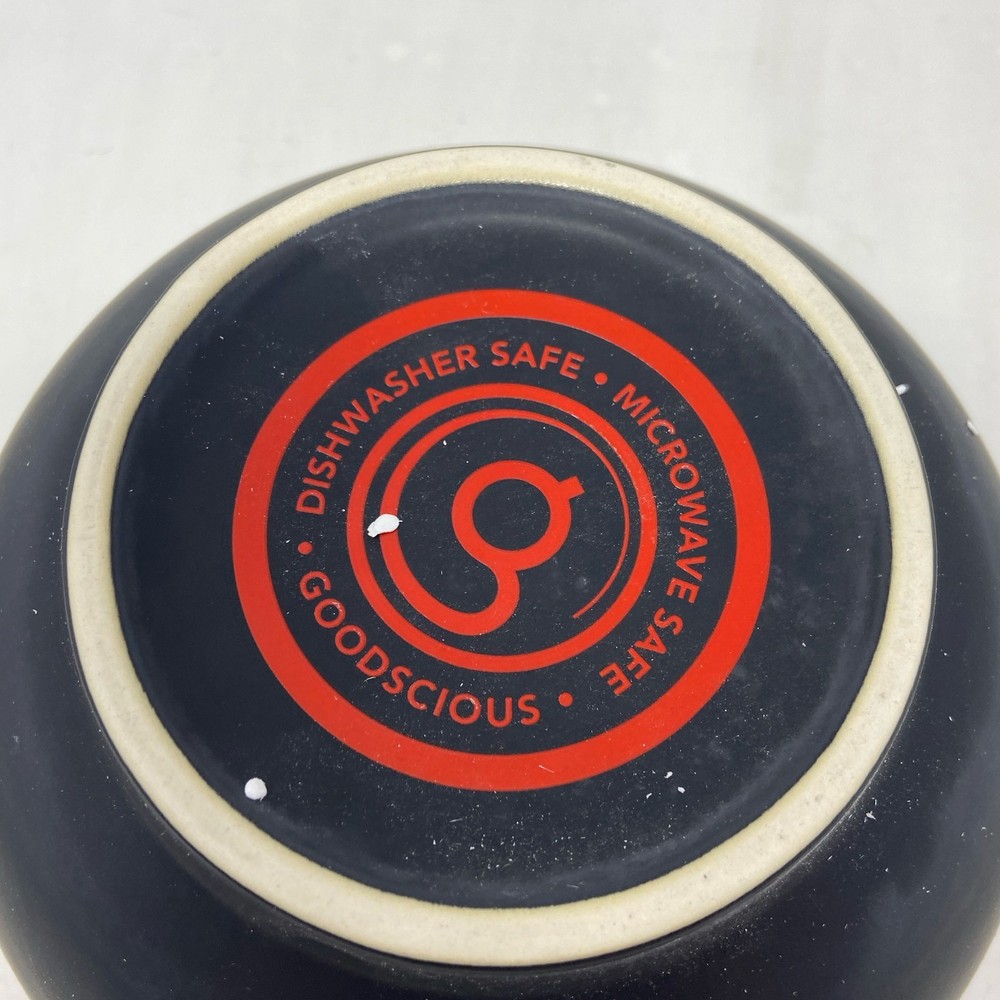 DISHWASHER SAFE • MICROWAVE SAFE •
GOODSCIOUS •
g